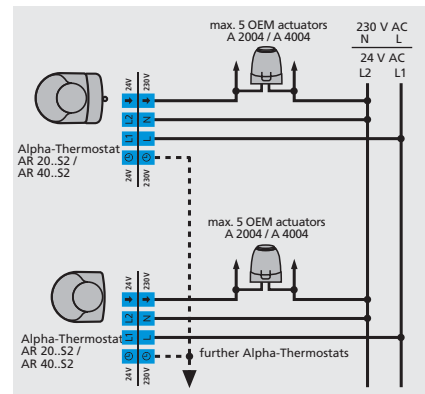 max. 5 OEM actuators
A 2004 / A 4004
230 V AC
N L
24 V AC
L2 L1
24V
230V
L2 N
L1 L
24V
230V
Alpha-Thermostat
AR 20..S2 /
AR 40..S2
max. 5 OEM actuators
A 2004 / A 4004
24V
230V
L2 N
L1 L
24V
230V
Alpha-Thermostat
AR 20..S2 /
AR 40..S2
further Alpha-Thermostats